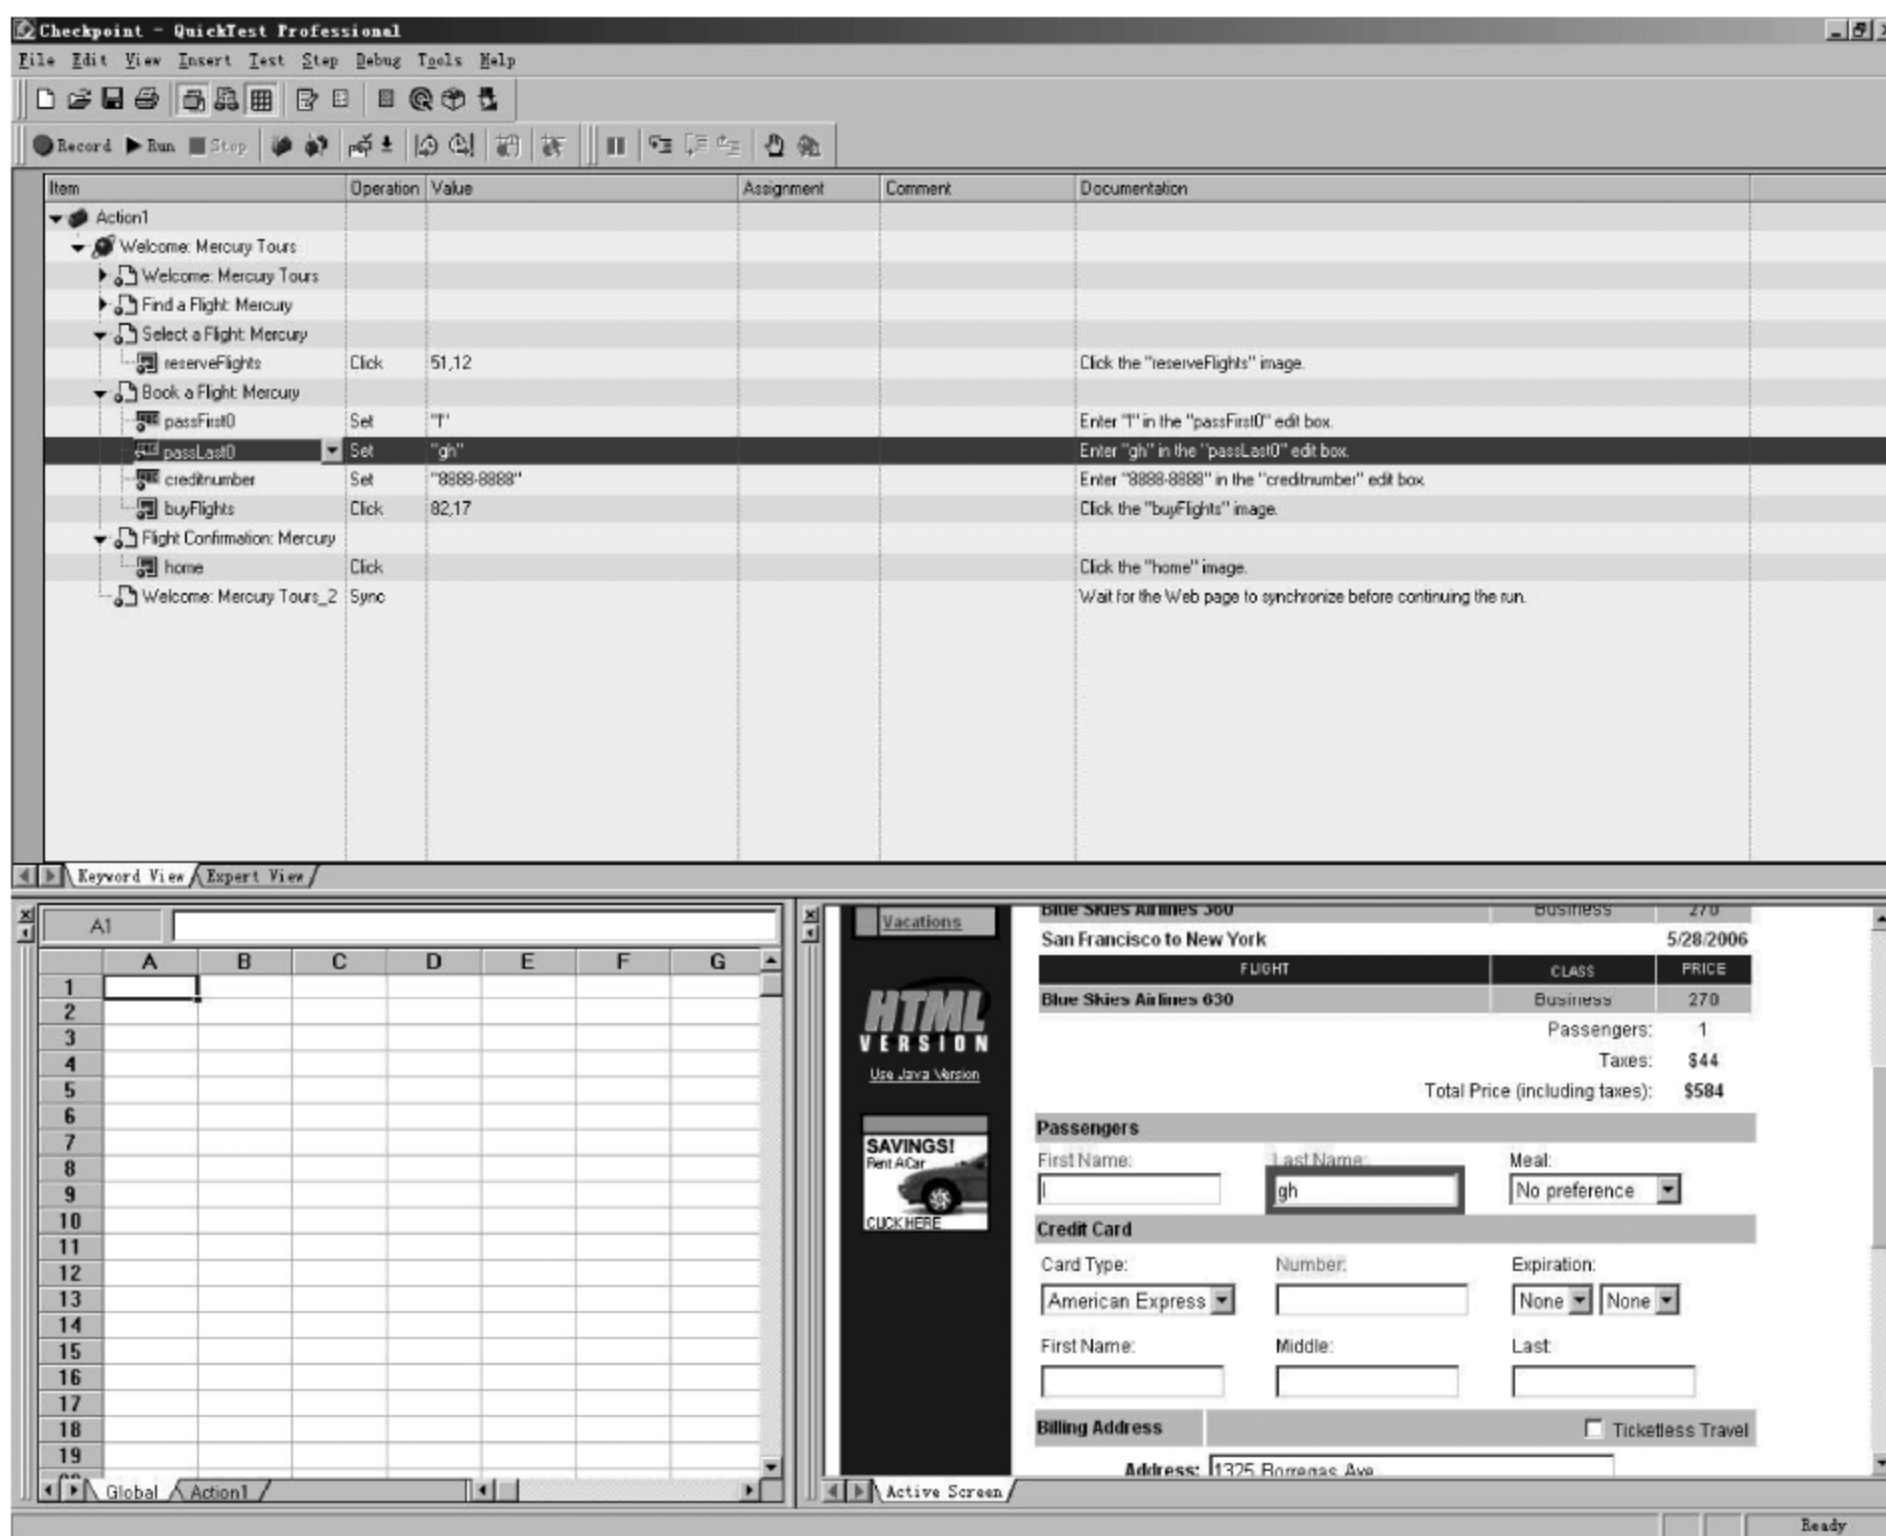 Checkpoint - QuickTest Professional
File Edit View Insert Test Step Debug Tools Help
Record Run Stop
Item Operation Value Assignment Comment Documentation
Action1
Welcome: Mercury Tours
Welcome: Mercury Tours
Find a Flight: Mercury
Select a Flight: Mercury
reserveFlights Click 51,12 Click the "reserveFlights" image.
Book a Flight: Mercury
passFirst0 Set "l" Enter "l" in the "passFirst0" edit box.
passLast0 Set "gh" Enter "gh" in the "passLast0" edit box.
creditnumber Set "8888-8888" Enter "8888-8888" in the "creditnumber" edit box.
buyFlights Click 82,17 Click the "buyFlights" image.
Flight Confirmation: Mercury
home Click Click the "home" image.
Welcome: Mercury Tours_2 Sync Wait for the Web page to synchronize before continuing the run.
Keyword View Expert View
A1
A B C D E F G
1
2
3
4
5
6
7
8
9
10
11
12
13
14
15
16
17
18
19
Global Action1
Vacations
HTML
VERSION
Use Java Version
SAVINGS!
Rent A Car
CLICK HERE
Blue Skies Airlines 360 Business 270
San Francisco to New York 5/28/2006
FLIGHT CLASS PRICE
Blue Skies Airlines 630 Business 270
Passengers: 1
Taxes: $44
Total Price (including taxes): $584
Passengers
First Name: Last Name: Meal:
l gh No preference
Credit Card
Card Type: Number: Expiration:
American Express None None
First Name: Middle: Last:
Billing Address Ticketless Travel
Address: 1325 Borregas Ave.
Active Screen
Ready